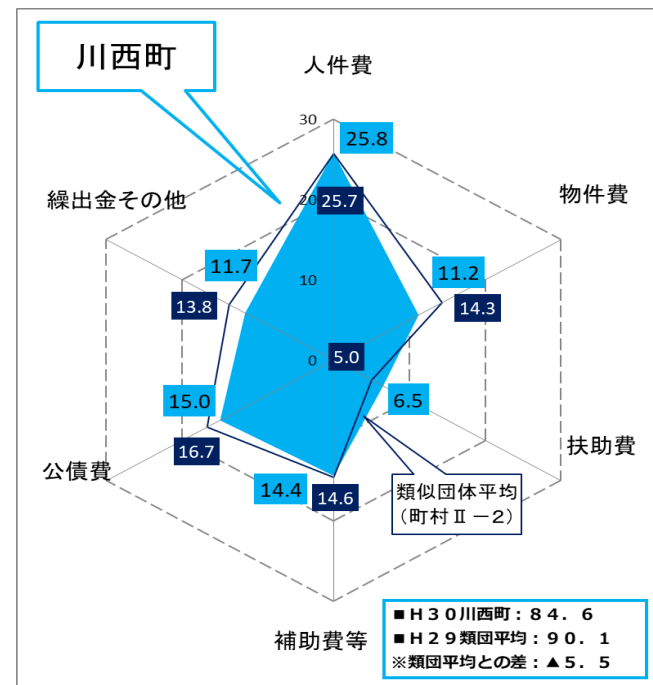 川西町
人件費
30
25.8
物件費
繰出金その他
20
25.7
11.7
10
11.2
13.8
14.3
0
5.0
15.0
6.5
公債費
16.7
扶助費
14.4
14.6
類似団体平均
(町村Ⅱ－2)
補助費等
■Ｈ３０川西町：８４．６
■Ｈ２９類団平均：９０．１
※類団平均との差：▲５．５